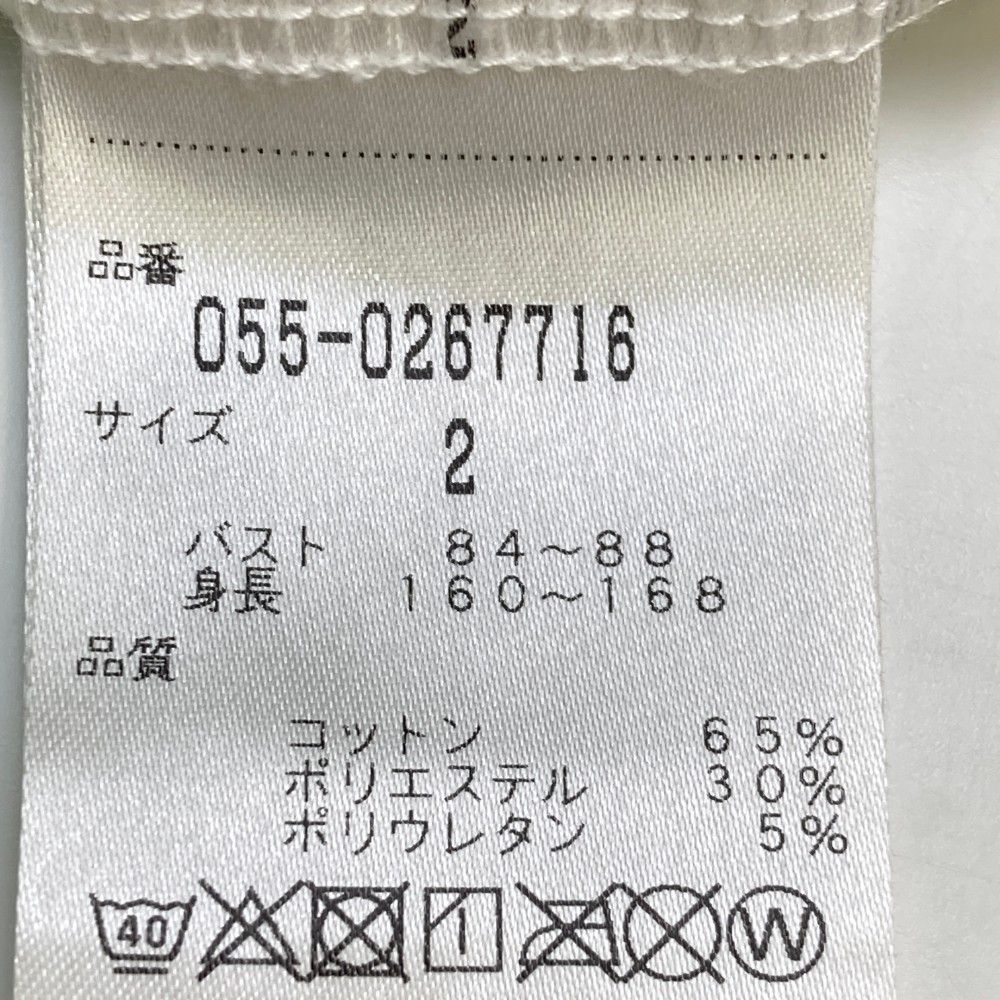 品番
055-0267716
サイズ
2
バスト 84~88
身長 160~168
品質
コットン 65%
ポリエステル 30%
ポリウレタン 5%
40 W